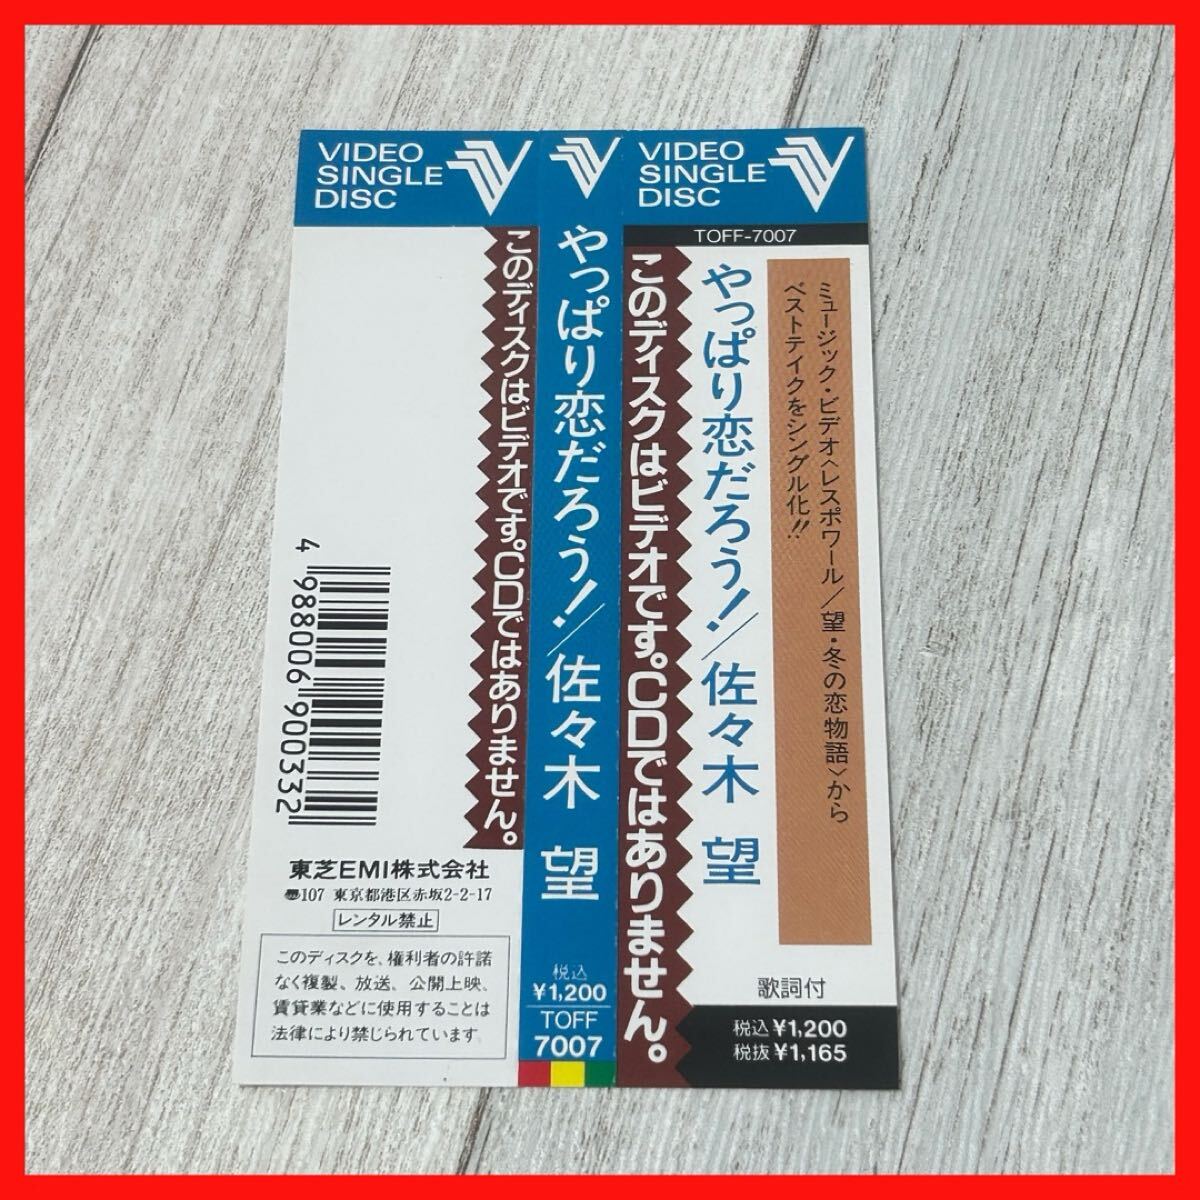 VIDEO
SINGLE
DISC
このディスクはビデオです。CDではありません。
4 988006 900332
東芝EMI株式会社
〠107 東京都港区赤坂2-2-17
レンタル禁止
このディスクを、権利者の許諾
なく複製、放送、公開上映、
賃貸業などに使用することは
法律により禁じられています。
やっぱり恋だろう!/佐々木 望
税込
¥1,200
TOFF
7007
VIDEO
SINGLE
DISC
TOFF-7007
ミュージック・ビデオ〈レスポワール/望・冬の恋物語〉から
ベストテイクをシングル化!!
やっぱり恋だろう!/佐々木 望
このディスクはビデオです。CDではありません。
歌詞付
税込¥1,200
税抜¥1,165